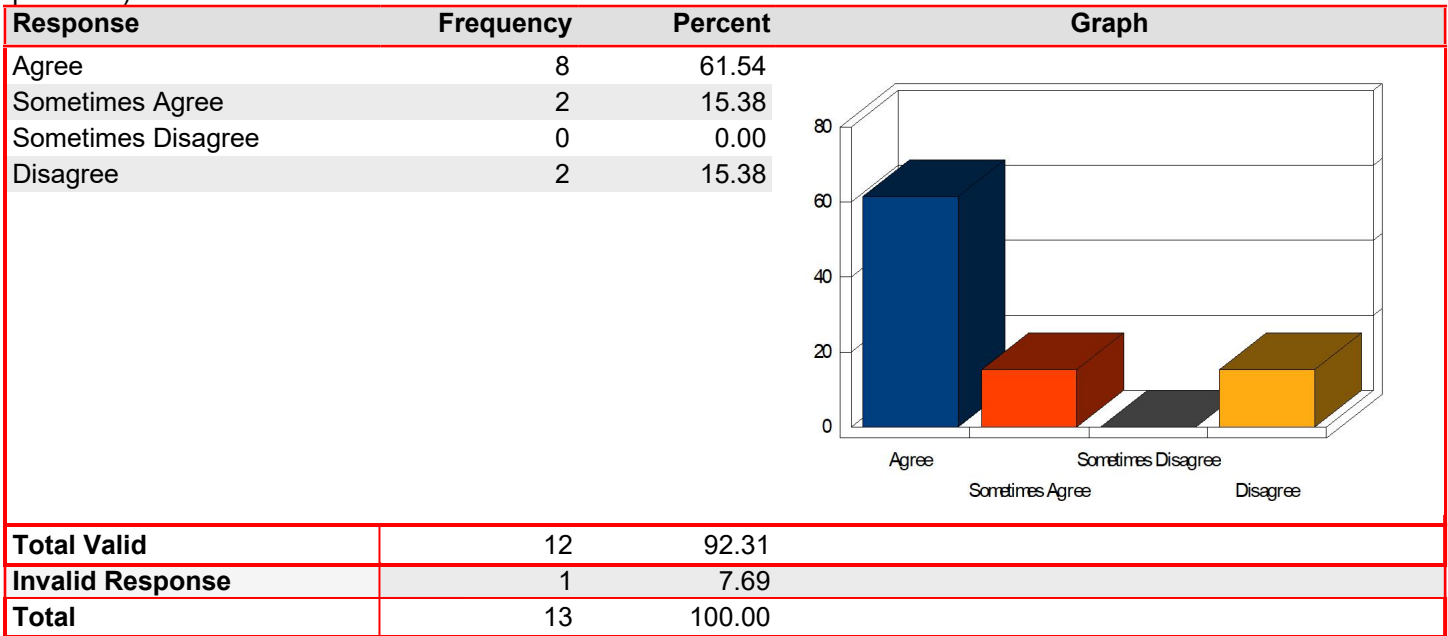 Response Frequency Percent Graph
Agree 8 61.54
Sometimes Agree 2 15.38
Sometimes Disagree 0 0.00
Disagree 2 15.38
80
60
40
20
0
Agree Sometimes Disagree
Sometimes Agree Disagree
Total Valid 12 92.31
Invalid Response 1 7.69
Total 13 100.00